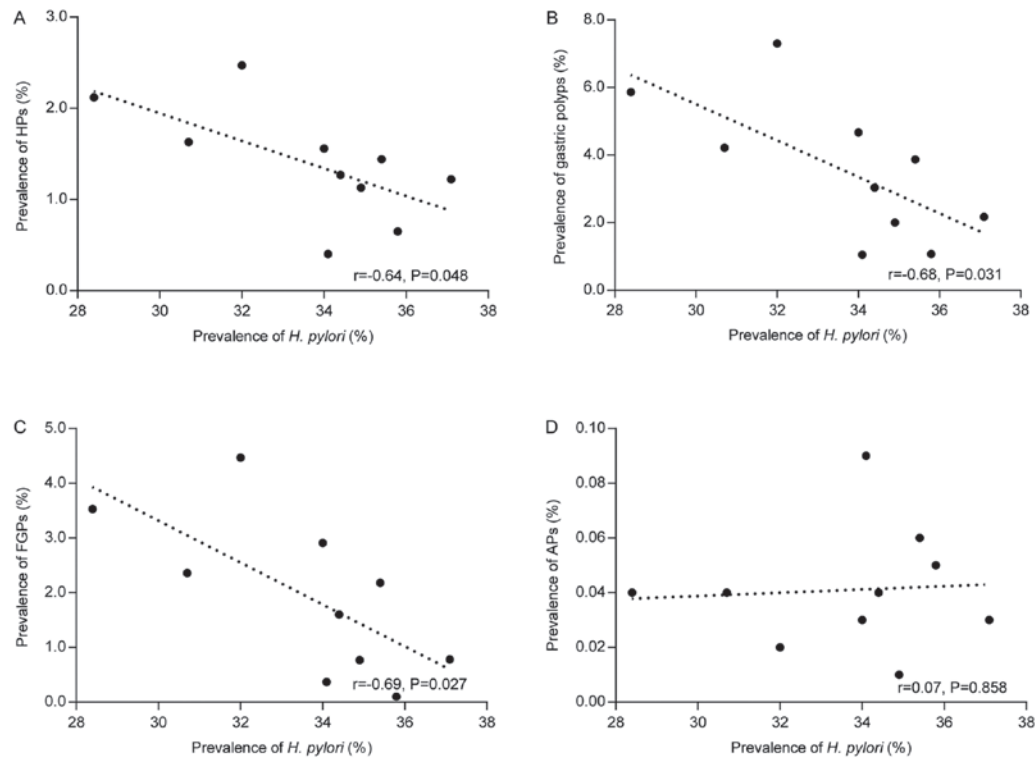 A
Prevalence of HPs (%)
3.0
2.0
1.0
0.0
r=-0.64, P=0.048
28 30 32 34 36 38
Prevalence of H. pylori (%)
B
Prevalence of gastric polyps (%)
8.0
6.0
4.0
2.0
0.0
r=-0.68, P=0.031
28 30 32 34 36 38
Prevalence of H. pylori (%)
C
Prevalence of FGPs (%)
5.0
4.0
3.0
2.0
1.0
0.0
r=-0.69, P=0.027
28 30 32 34 36 38
Prevalence of H. pylori (%)
D
Prevalence of APs (%)
0.10
0.08
0.06
0.04
0.02
0.00
r=0.07, P=0.858
28 30 32 34 36 38
Prevalence of H. pylori (%)